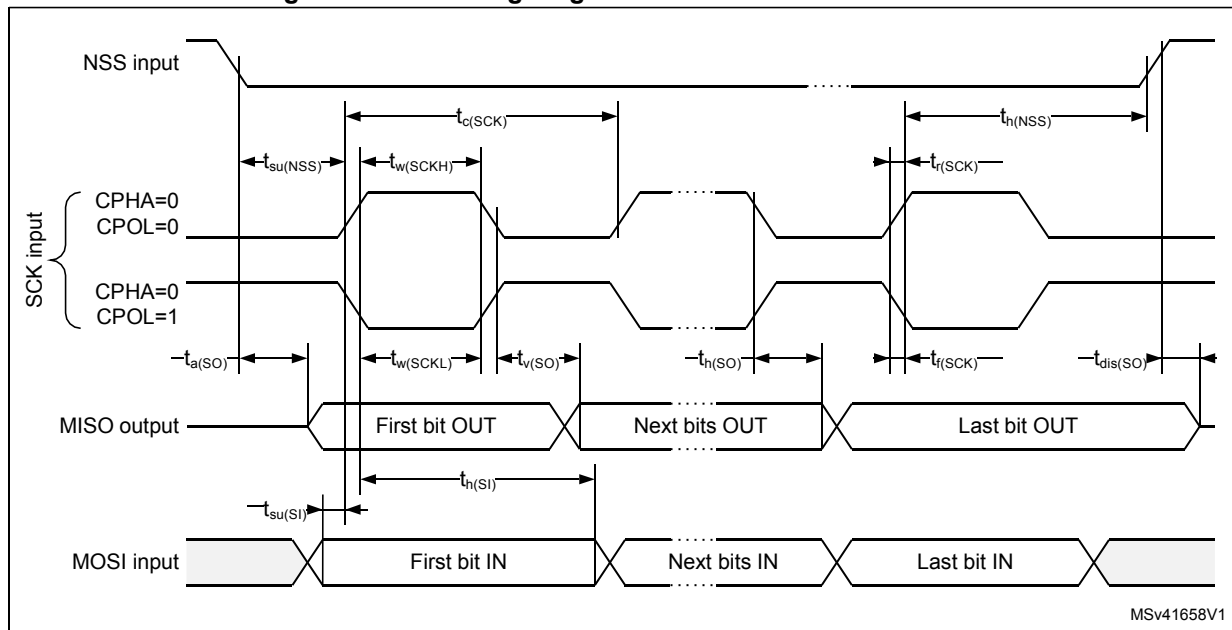 NSS input
tc(SCK)
th(NSS)
tsu(NSS)
tw(SCKH)
tr(SCK)
SCK input
CPHA=0
CPOL=0
CPHA=0
CPOL=1
ta(SO)
tw(SCKL)
tv(SO)
th(SO)
tf(SCK)
tdis(SO)
MISO output
First bit OUT
Next bits OUT
Last bit OUT
th(SI)
tsu(SI)
MOSI input
First bit IN
Next bits IN
Last bit IN
MSv41658V1